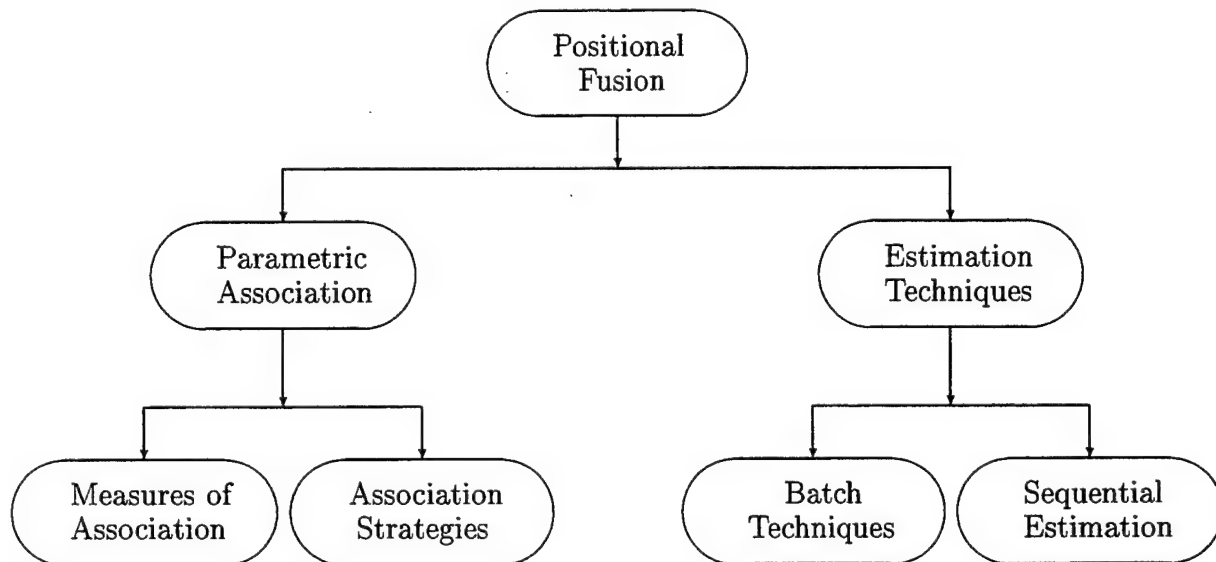 Positional
Fusion
Parametric
Association
Estimation
Techniques
Measures of
Association
Association
Strategies
Batch
Techniques
Sequential
Estimation